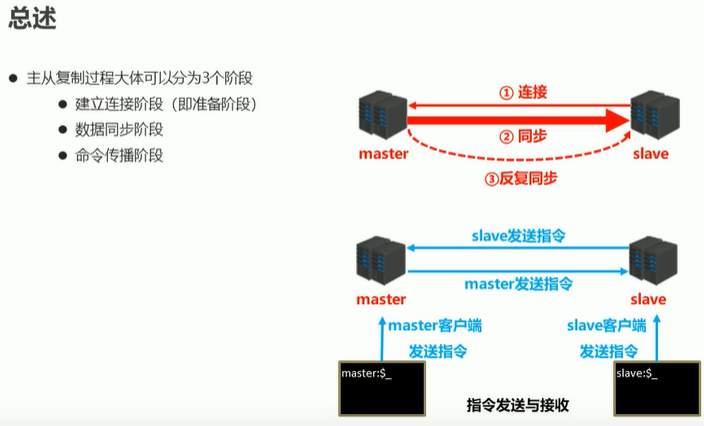 总述
主从复制过程大体可以分为3个阶段
建立连接阶段（即准备阶段）
数据同步阶段
命令传播阶段
① 连接
② 同步
master
slave
③反复同步
slave发送指令
master发送指令
master
slave
master客户端
发送指令
slave客户端
发送指令
master:$_
slave:$_
指令发送与接收